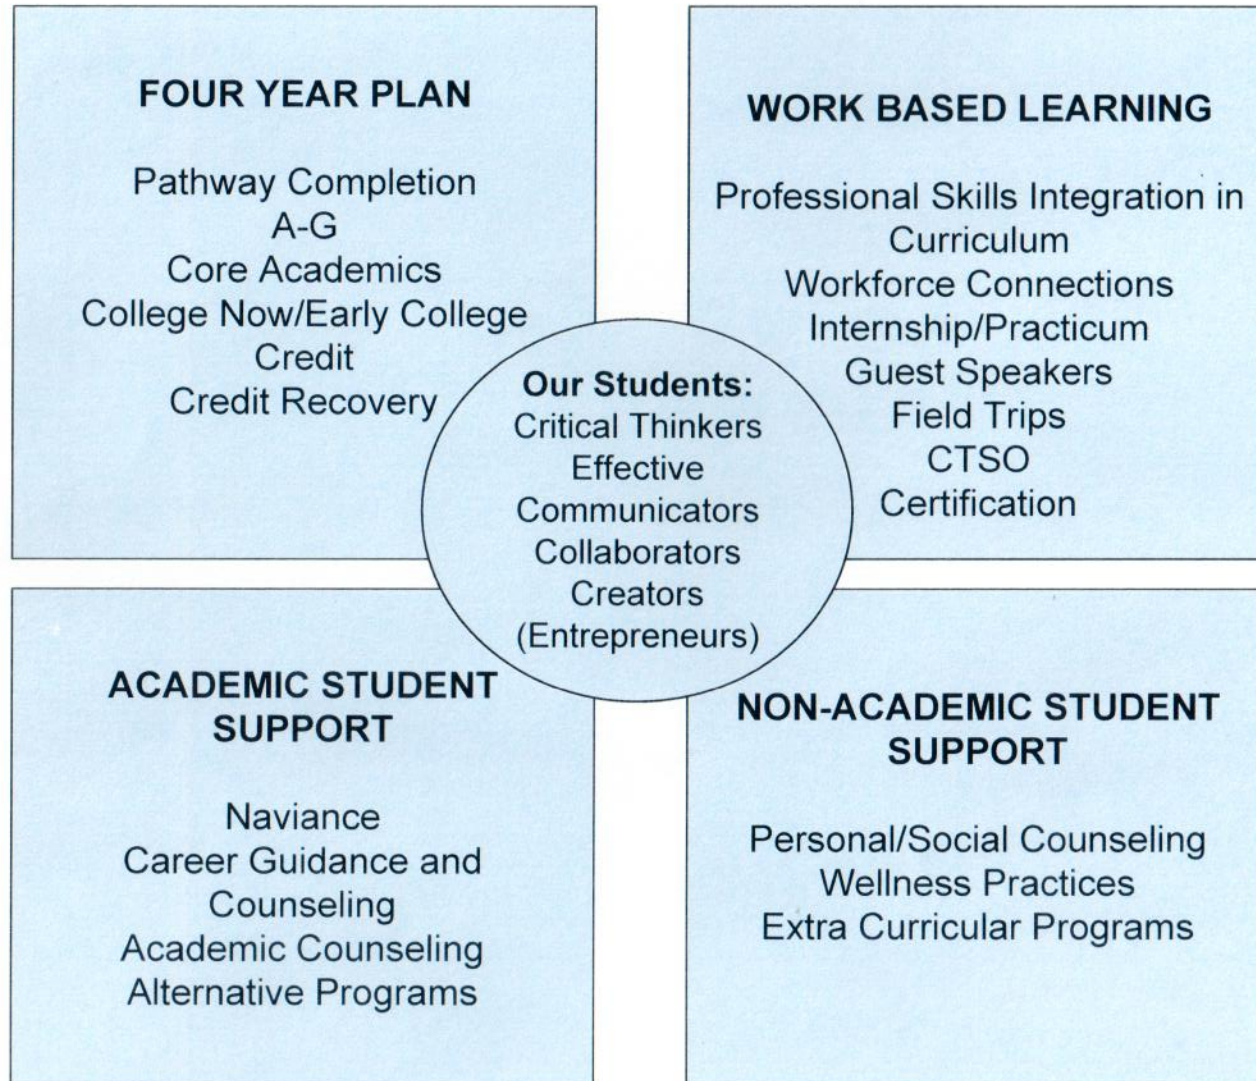 FOUR YEAR PLAN
Pathway Completion
A-G
Core Academics
College Now/Early College
Credit
Credit Recovery
WORK BASED LEARNING
Professional Skills Integration in
Curriculum
Workforce Connections
Internship/Practicum
Guest Speakers
Field Trips
CTSO
Certification
Our Students:
Critical Thinkers
Effective
Communicators
Collaborators
Creators
(Entrepreneurs)
ACADEMIC STUDENT
SUPPORT
Naviance
Career Guidance and
Counseling
Academic Counseling
Alternative Programs
NON-ACADEMIC STUDENT
SUPPORT
Personal/Social Counseling
Wellness Practices
Extra Curricular Programs